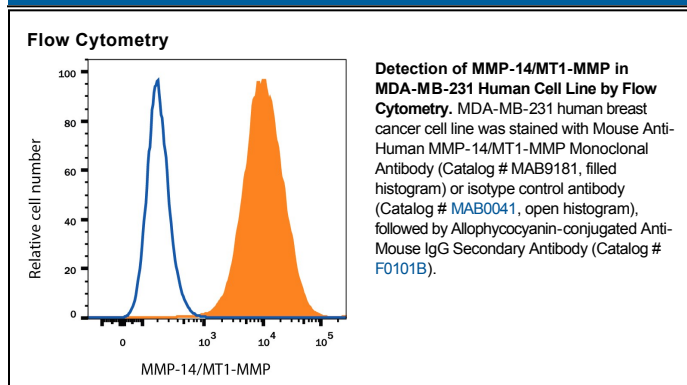 Flow Cytometry
100
80
60
40
20
0
Relative cell number
0
10³
10⁴
10⁵
MMP-14/MT1-MMP
Detection of MMP-14/MT1-MMP in
MDA-MB-231 Human Cell Line by Flow
Cytometry. MDA-MB-231 human breast
cancer cell line was stained with Mouse Anti-
Human MMP-14/MT1-MMP Monoclonal
Antibody (Catalog # MAB9181, filled
histogram) or isotype control antibody
(Catalog # MAB0041, open histogram),
followed by Allophycocyanin-conjugated Anti-
Mouse IgG Secondary Antibody (Catalog #
F0101B).